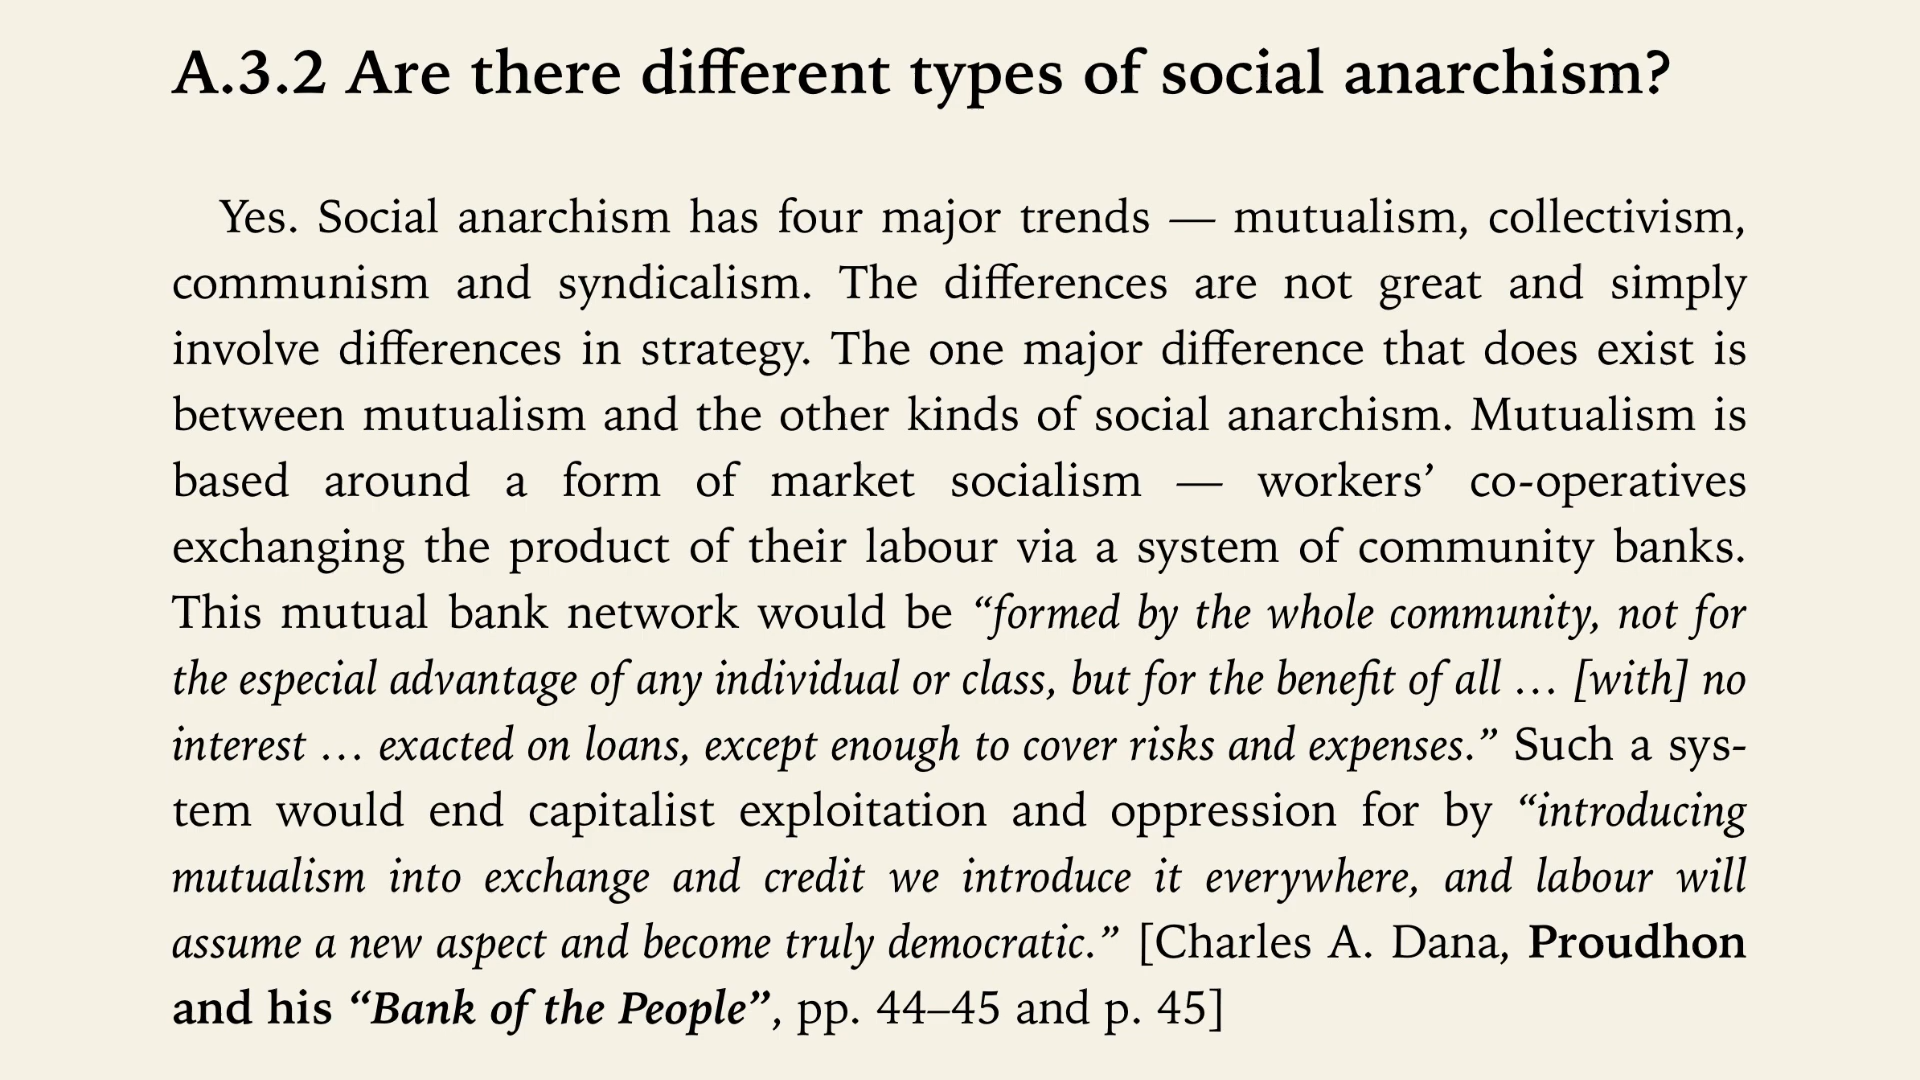 A.3.2 Are there different types of social anarchism?
Yes. Social anarchism has four major trends — mutualism, collectivism,
communism and syndicalism. The differences are not great and simply
involve differences in strategy. The one major difference that does exist is
between mutualism and the other kinds of social anarchism. Mutualism is
based around a form of market socialism — workers’ co-operatives
exchanging the product of their labour via a system of community banks.
This mutual bank network would be “formed by the whole community, not for
the especial advantage of any individual or class, but for the benefit of all … [with] no
interest … exacted on loans, except enough to cover risks and expenses.” Such a sys-
tem would end capitalist exploitation and oppression for by “introducing
mutualism into exchange and credit we introduce it everywhere, and labour will
assume a new aspect and become truly democratic.” [Charles A. Dana, Proudhon
and his “Bank of the People”, pp. 44–45 and p. 45]